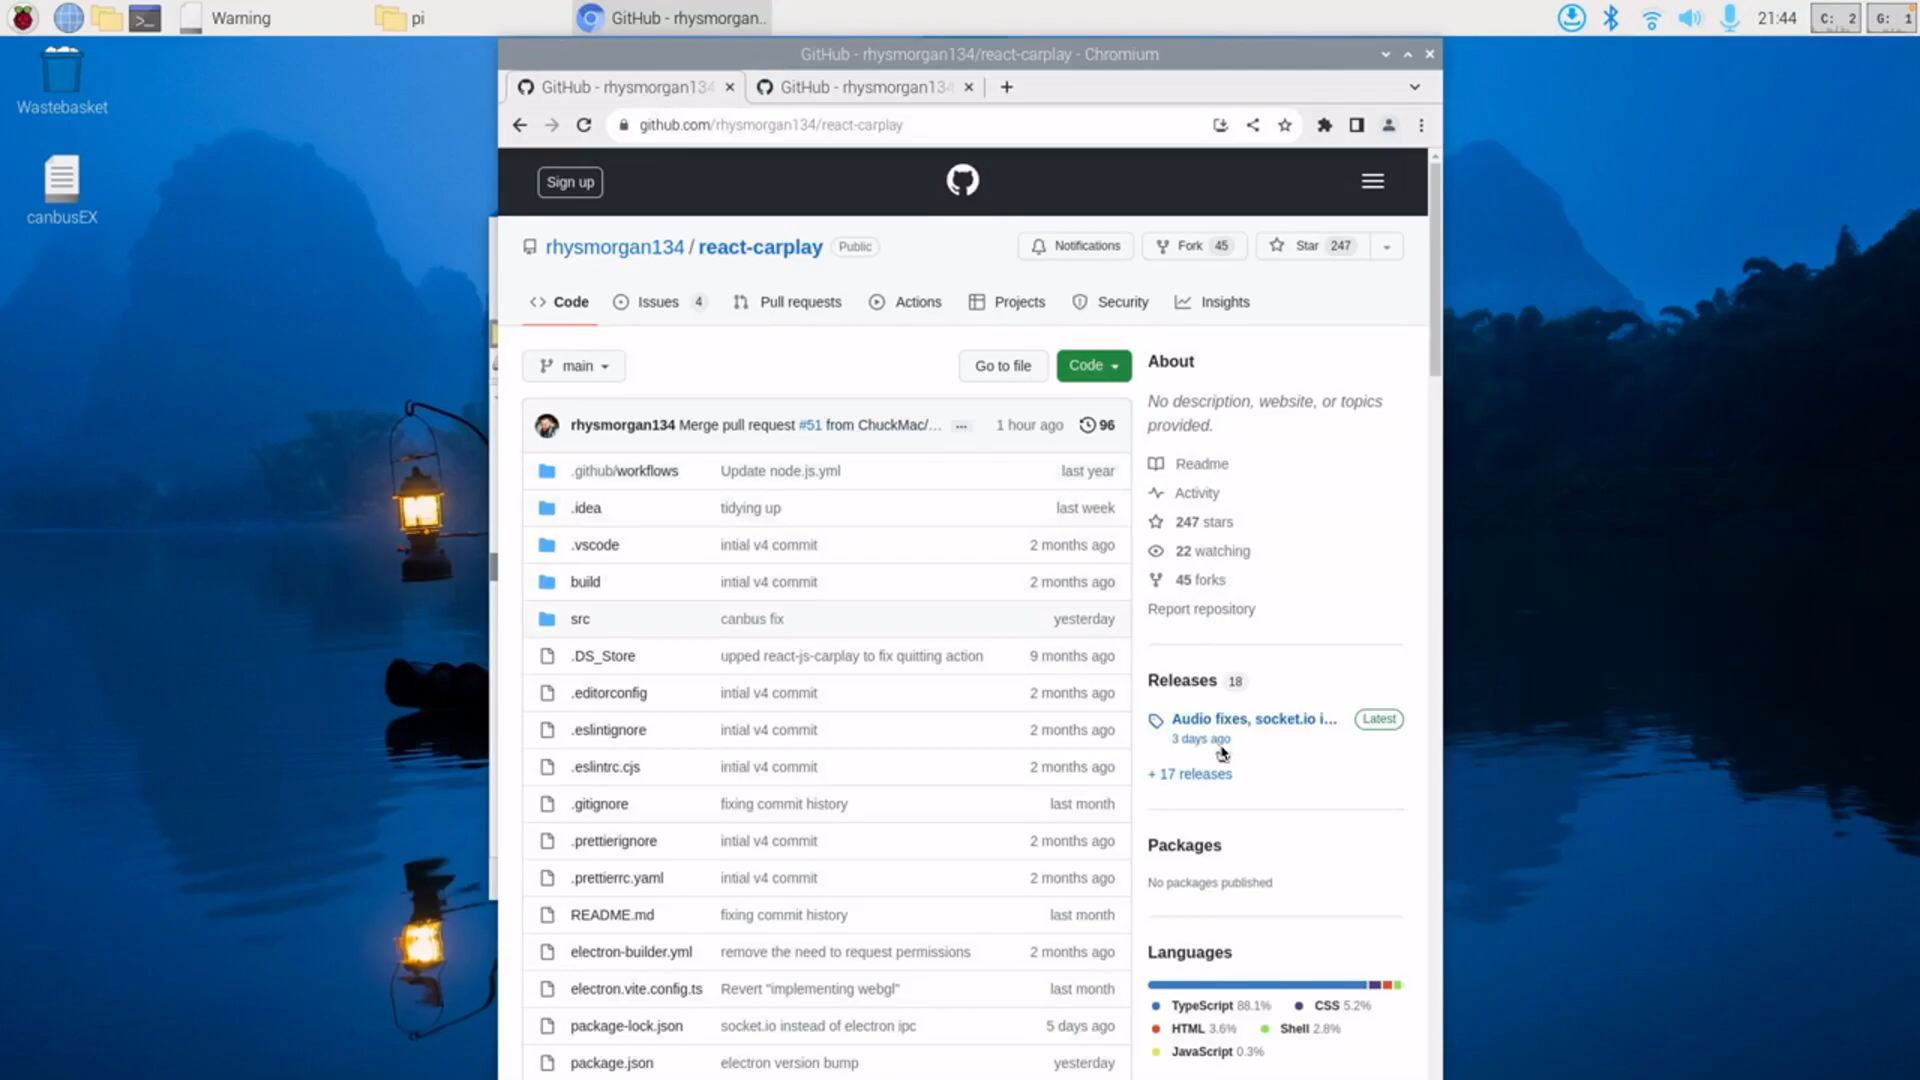 Warning
pi
GitHub - rhysmorgan..
21:44
C: 2
G: 1
Wastebasket
canbusEX
GitHub - rhysmorgan134/react-carplay - Chromium
GitHub - rhysmorgan134
GitHub - rhysmorgan134
github.com/rhysmorgan134/react-carplay
Sign up
rhysmorgan134 / react-carplay Public
Notifications
Fork 45
Star 247
Code
Issues 4
Pull requests
Actions
Projects
Security
Insights
main
Go to file
Code
rhysmorgan134 Merge pull request #51 from ChuckMac/… ... 1 hour ago 96
.github/workflows Update node.js.yml last year
.idea tidying up last week
.vscode intial v4 commit 2 months ago
build intial v4 commit 2 months ago
src canbus fix yesterday
.DS_Store upped react-js-carplay to fix quitting action 9 months ago
.editorconfig intial v4 commit 2 months ago
.eslintignore intial v4 commit 2 months ago
.eslintrc.cjs intial v4 commit 2 months ago
.gitignore fixing commit history last month
.prettierignore intial v4 commit 2 months ago
.prettierrc.yaml intial v4 commit 2 months ago
README.md fixing commit history last month
electron-builder.yml remove the need to request permissions 2 months ago
electron.vite.config.ts Revert "implementing webgl" last month
package-lock.json socket.io instead of electron ipc 5 days ago
package.json electron version bump yesterday
About
No description, website, or topics
provided.
Readme
Activity
247 stars
22 watching
45 forks
Report repository
Releases 18
Audio fixes, socket.io i... Latest
3 days ago
+ 17 releases
Packages
No packages published
Languages
TypeScript 88.1% CSS 5.2%
HTML 3.6% Shell 2.8%
JavaScript 0.3%